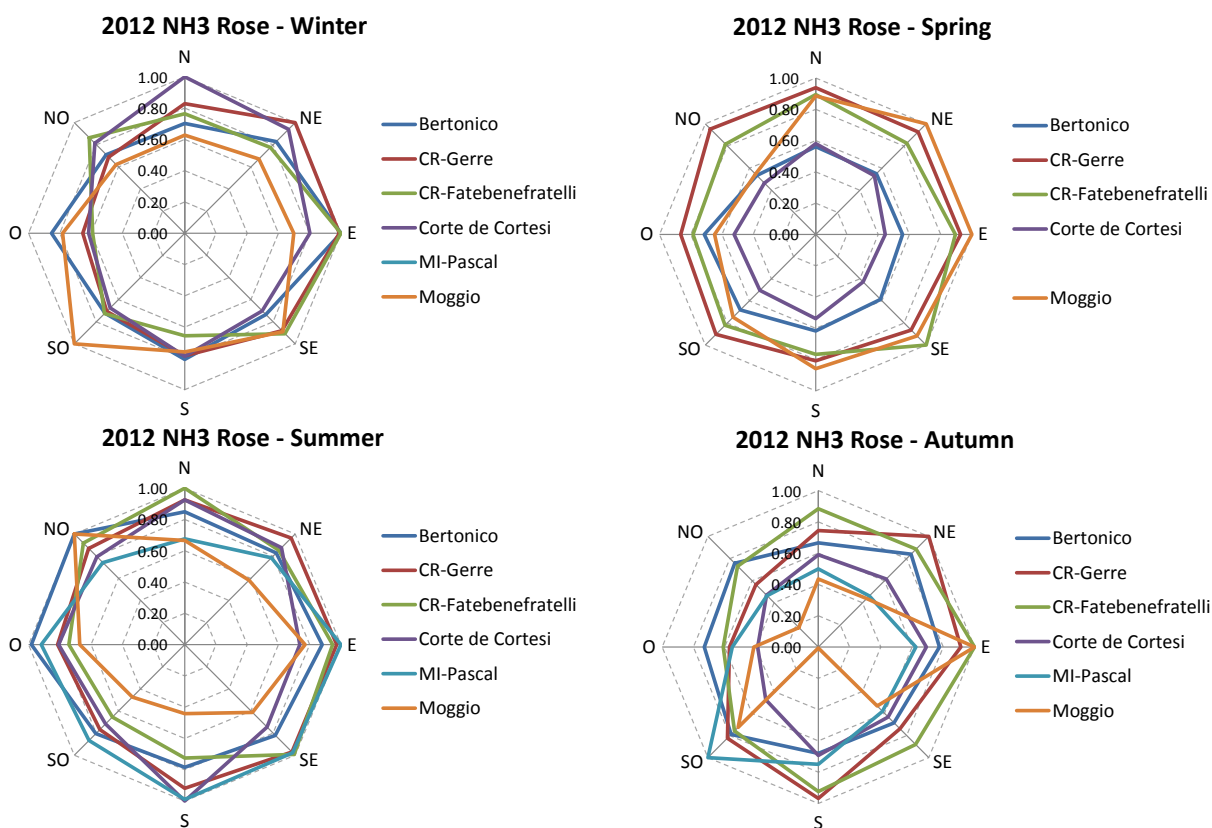 2012 NH3 Rose - Winter
N
1.00
0.80
0.60
0.40
0.20
0.00
NE
E
SE
S
SO
O
NO
Bertonico
CR-Gerre
CR-Fatebenefratelli
Corte de Cortesi
MI-Pascal
Moggio
2012 NH3 Rose - Spring
N
1.00
0.80
0.60
0.40
0.20
0.00
NE
E
SE
S
SO
O
NO
Bertonico
CR-Gerre
CR-Fatebenefratelli
Corte de Cortesi
Moggio
2012 NH3 Rose - Summer
N
1.00
0.80
0.60
0.40
0.20
0.00
NE
E
SE
S
SO
O
NO
Bertonico
CR-Gerre
CR-Fatebenefratelli
Corte de Cortesi
MI-Pascal
Moggio
2012 NH3 Rose - Autumn
N
1.00
0.80
0.60
0.40
0.20
0.00
NE
E
SE
S
SO
O
NO
Bertonico
CR-Gerre
CR-Fatebenefratelli
Corte de Cortesi
MI-Pascal
Moggio